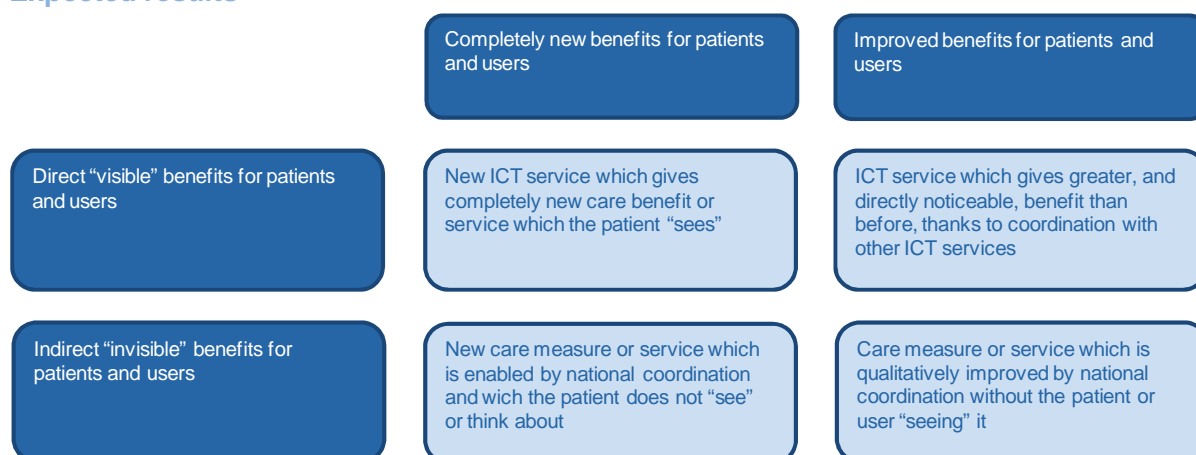 Expected results
Completely new benefits for patients
and users
Improved benefits for patients and
users
Direct “visible” benefits for patients
and users
New ICT service which gives
completely new care benefit or
service which the patient “sees”
ICT service which gives greater, and
directly noticeable, benefit than
before, thanks to coordination with
other ICT services
Indirect “invisible” benefits for
patients and users
New care measure or service which
is enabled by national coordination
and wich the patient does not “see”
or think about
Care measure or service which is
qualitatively improved by national
coordination without the patient or
user “seeing” it